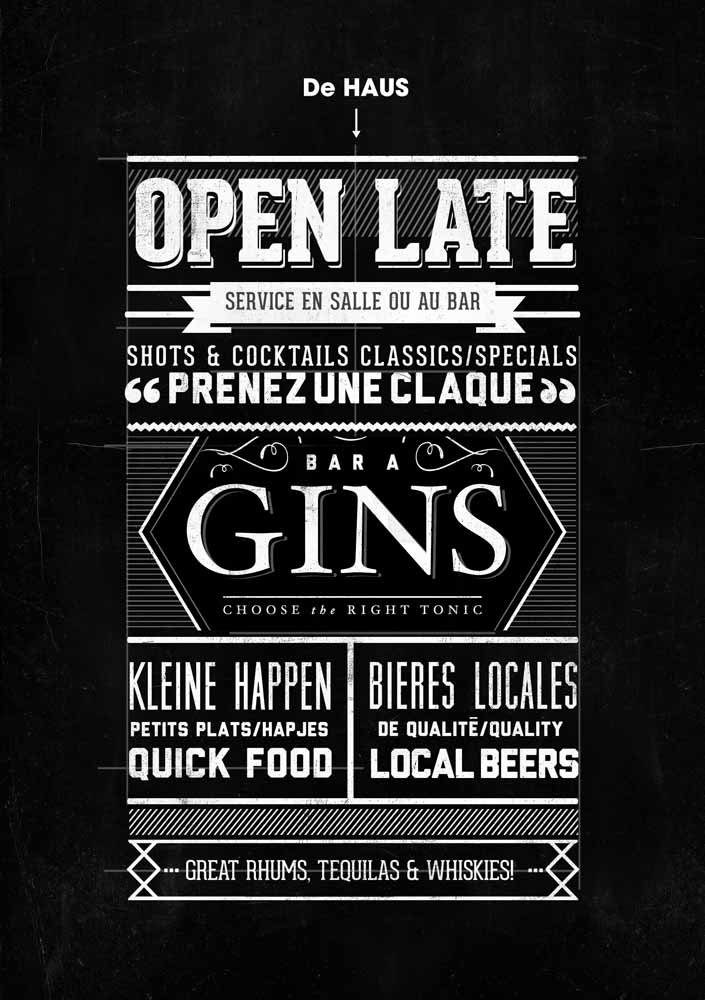 De HAUS
OPEN LATE
SERVICE EN SALLE OU AU BAR
SHOTS & COCKTAILS CLASSICS/SPECIALS
“PRENEZ UNE CLAQUE”
BAR A
GINS
CHOOSE the RIGHT TONIC
KLEINE HAPPEN
PETITS PLATS/HAPJES
QUICK FOOD
BIERES LOCALES
DE QUALITĒ/QUALITY
LOCAL BEERS
··· GREAT RHUMS, TEQUILAS & WHISKIES! ···